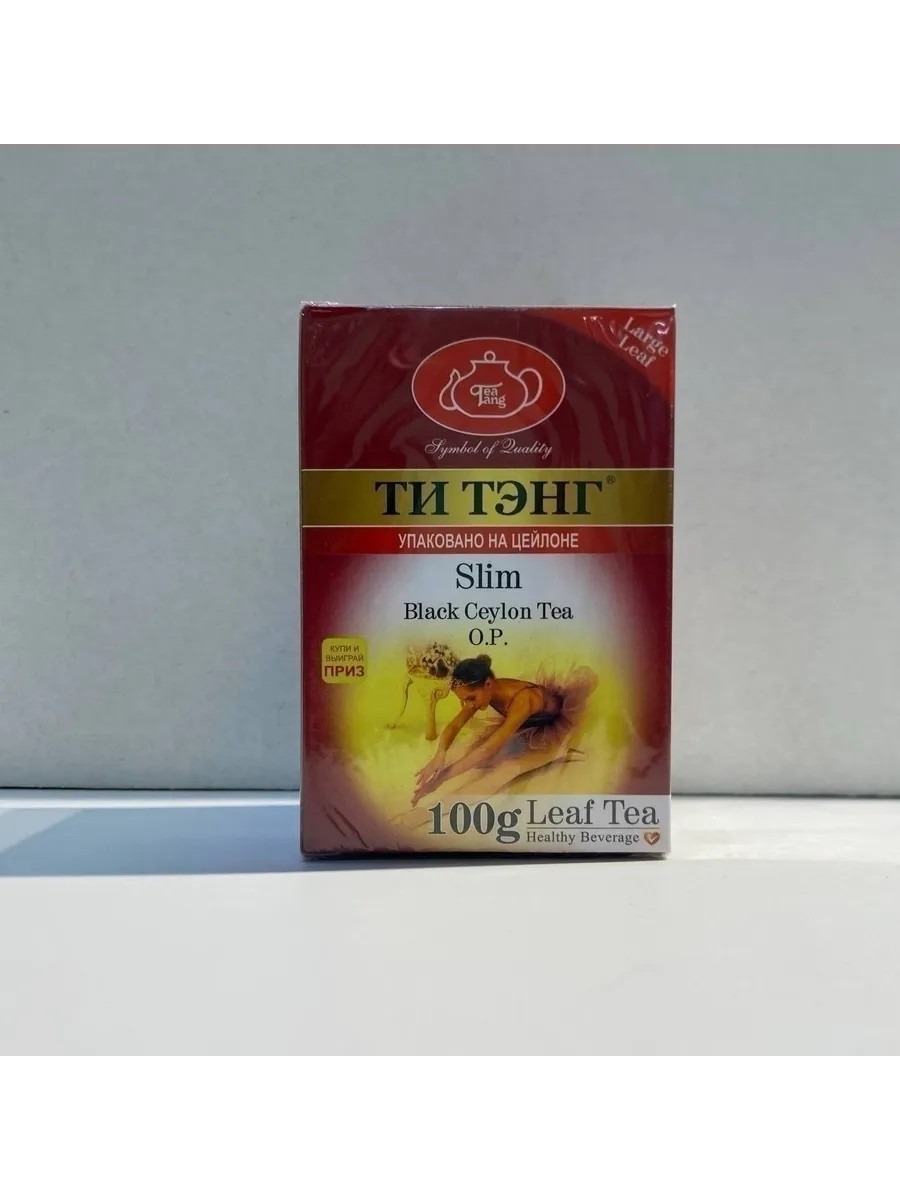 Large
Leaf
Tea
Tang
Symbol of Quality
ТИ ТЭНГ®
УПАКОВАНО НА ЦЕЙЛОНЕ
Slim
Black Ceylon Tea
O.P.
КУПИ И
ВЫИГРАЙ
ПРИЗ
100g Leaf Tea
Healthy Beverage